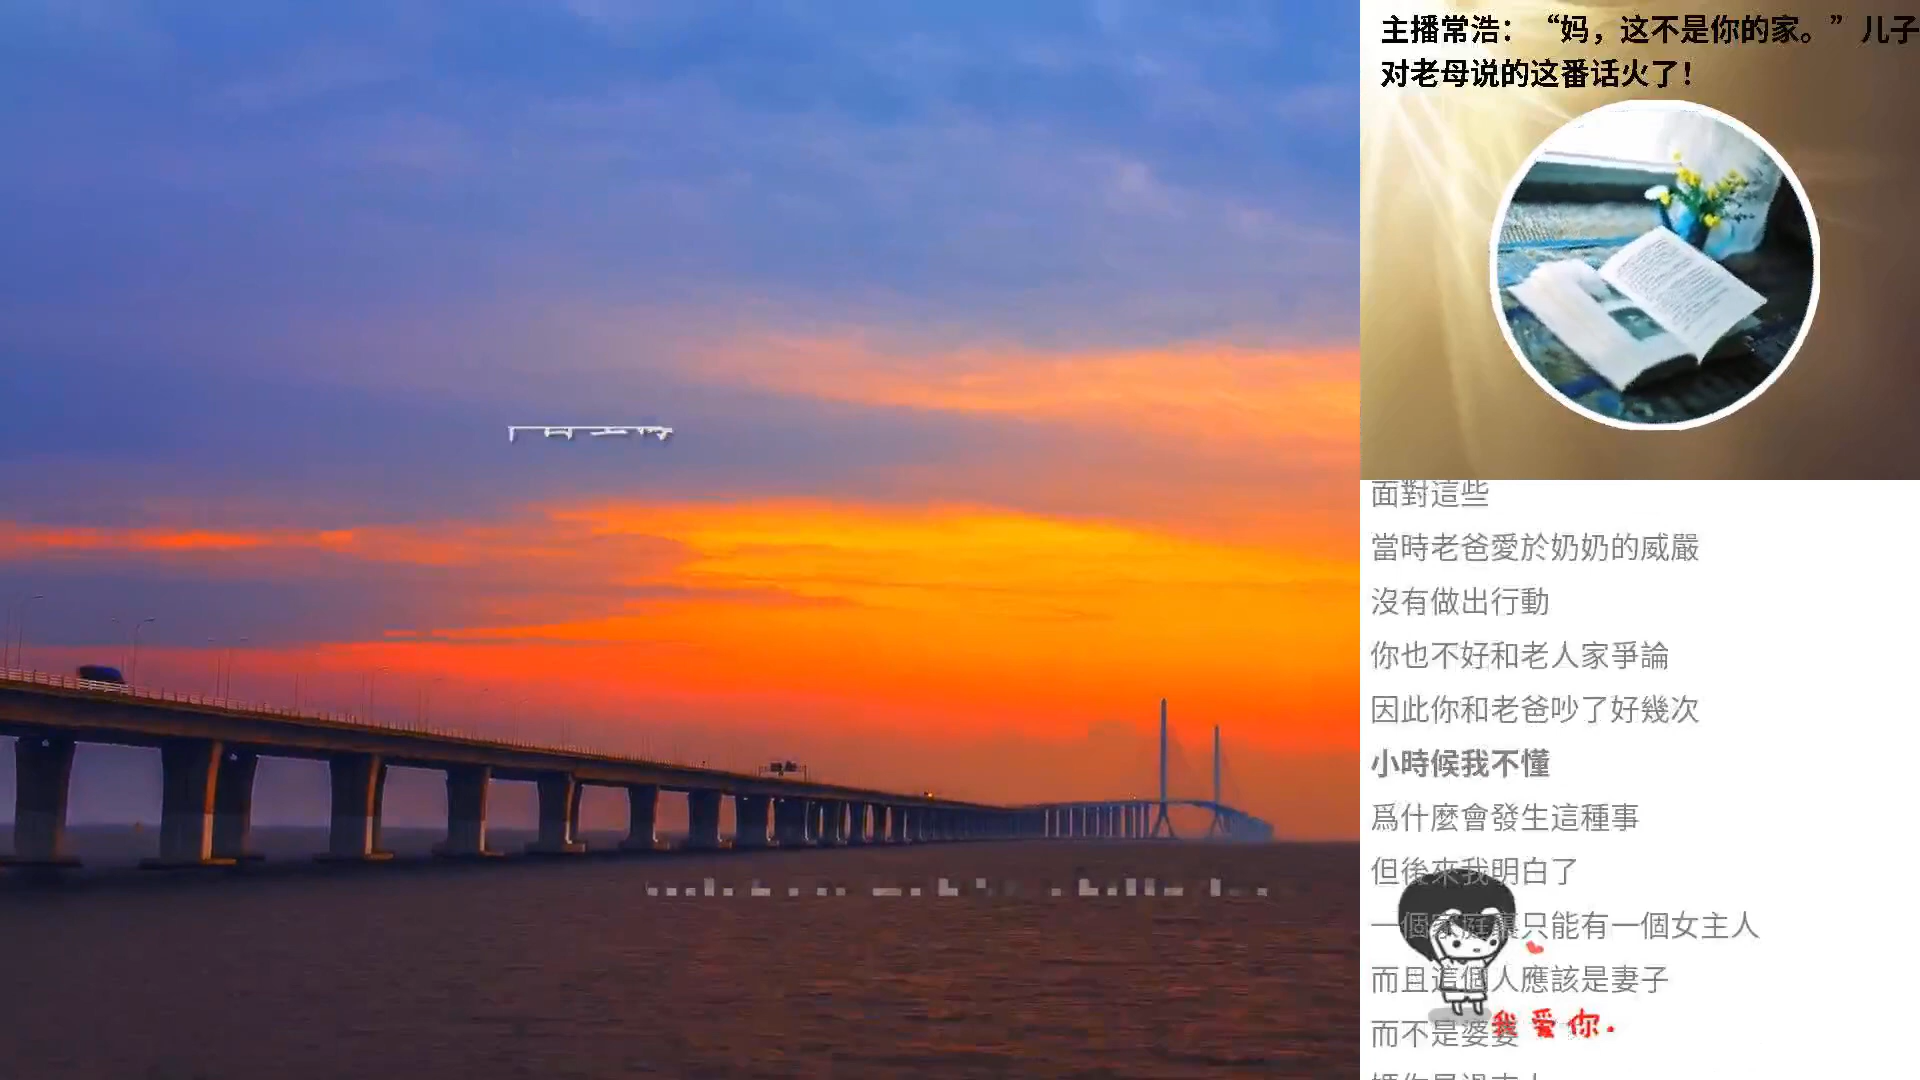 主播常浩：“妈，这不是你的家。”儿子
对老母说的这番话火了！
面對這些
當時老爸愛於奶奶的威嚴
沒有做出行動
你也不好和老人家爭論
因此你和老爸吵了好幾次
小時候我不懂
爲什麼會發生這種事
但後來我明白了
一個家庭裏只能有一個女主人
而且這個人應該是妻子
而不是婆婆
我爱你.